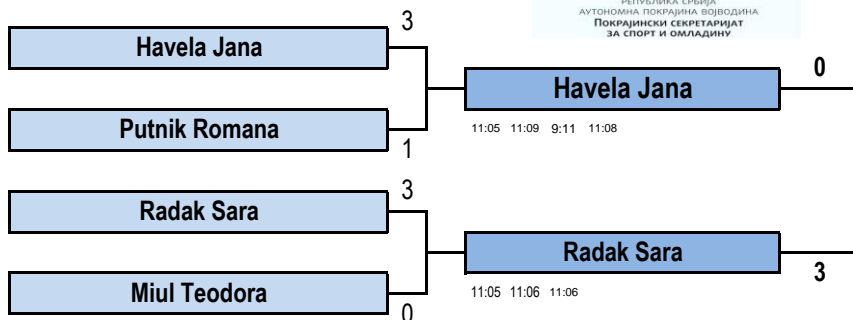 РЕПУБЛИКА СРБИЈА
АУТОНОМНА ПОКРАЈИНА ВОЈВОДИНА
ПОКРАЈИНСКИ СЕКРЕТАРИЈАТ
ЗА СПОРТ И ОМЛАДИНУ
3
Havela Jana
0
Havela Jana
Putnik Romana
11:05 11:09 9:11 11:08
1
3
Radak Sara
Radak Sara
3
Miul Teodora
11:05 11:06 11:06
0